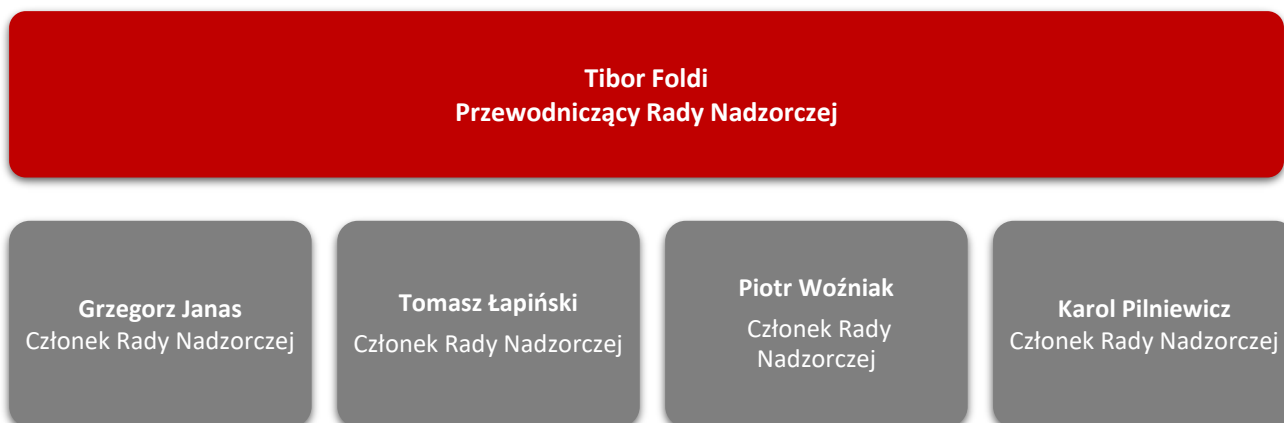 Tibor Foldi
Przewodniczący Rady Nadzorczej
Grzegorz Janas
Członek Rady Nadzorczej
Tomasz Łapiński
Członek Rady Nadzorczej
Piotr Woźniak
Członek Rady
Nadzorczej
Karol Pilniewicz
Członek Rady Nadzorczej